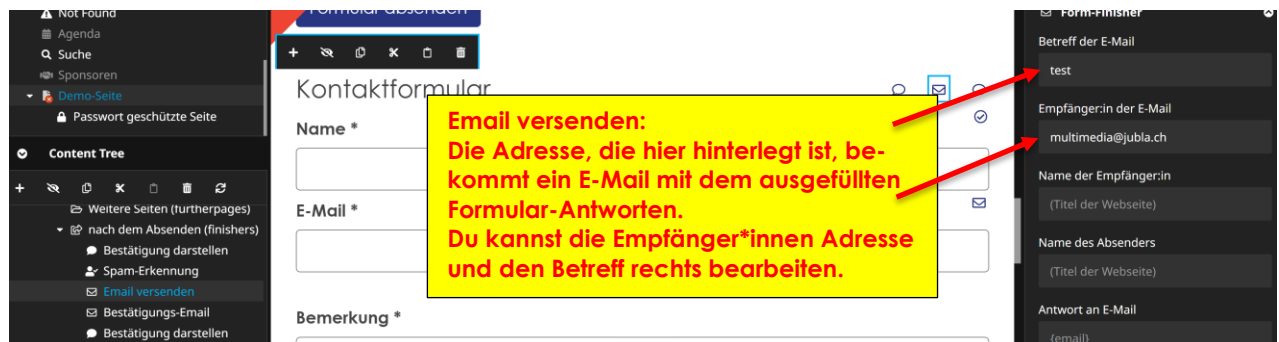 Not Found
Agenda
Suche
Sponsoren
Demo-Seite
Passwort geschützte Seite
Content Tree
Weitere Seiten (furtherpages)
nach dem Absenden (finishers)
Bestätigung darstellen
Spam-Erkennung
Email versenden
Bestätigungs-Email
Bestätigung darstellen
Formular absenden
Kontaktformular
Name *
E-Mail *
Bemerkung *
Email versenden:
Die Adresse, die hier hinterlegt ist, be-
kommt ein E-Mail mit dem ausgefüllten
Formular-Antworten.
Du kannst die Empfänger*innen Adresse
und den Betreff rechts bearbeiten.
Form-Finisher
Betreff der E-Mail
test
Empfänger:in der E-Mail
multimedia@jubla.ch
Name der Empfänger:in
(Titel der Webseite)
Name des Absenders
(Titel der Webseite)
Antwort an E-Mail
{email}